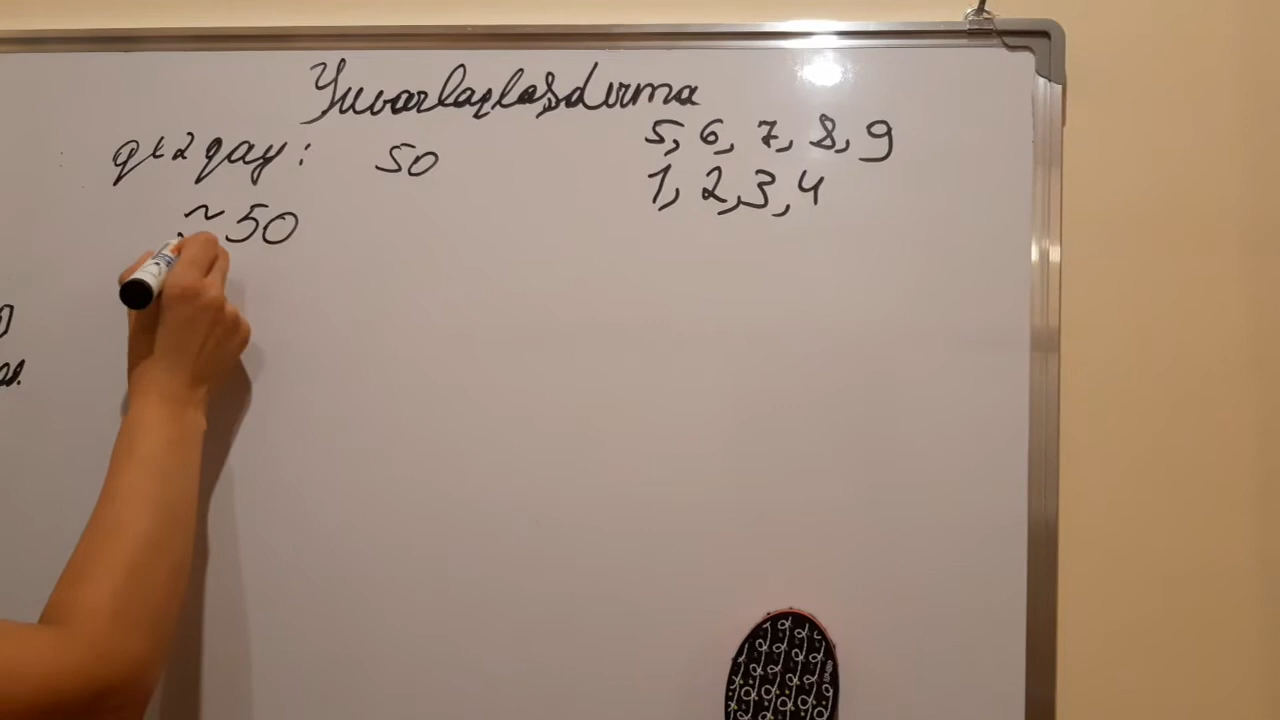 Yuvarlaqlaşdırma
qızqay: 50
5, 6, 7, 8, 9
1, 2, 3, 4
≈ 50